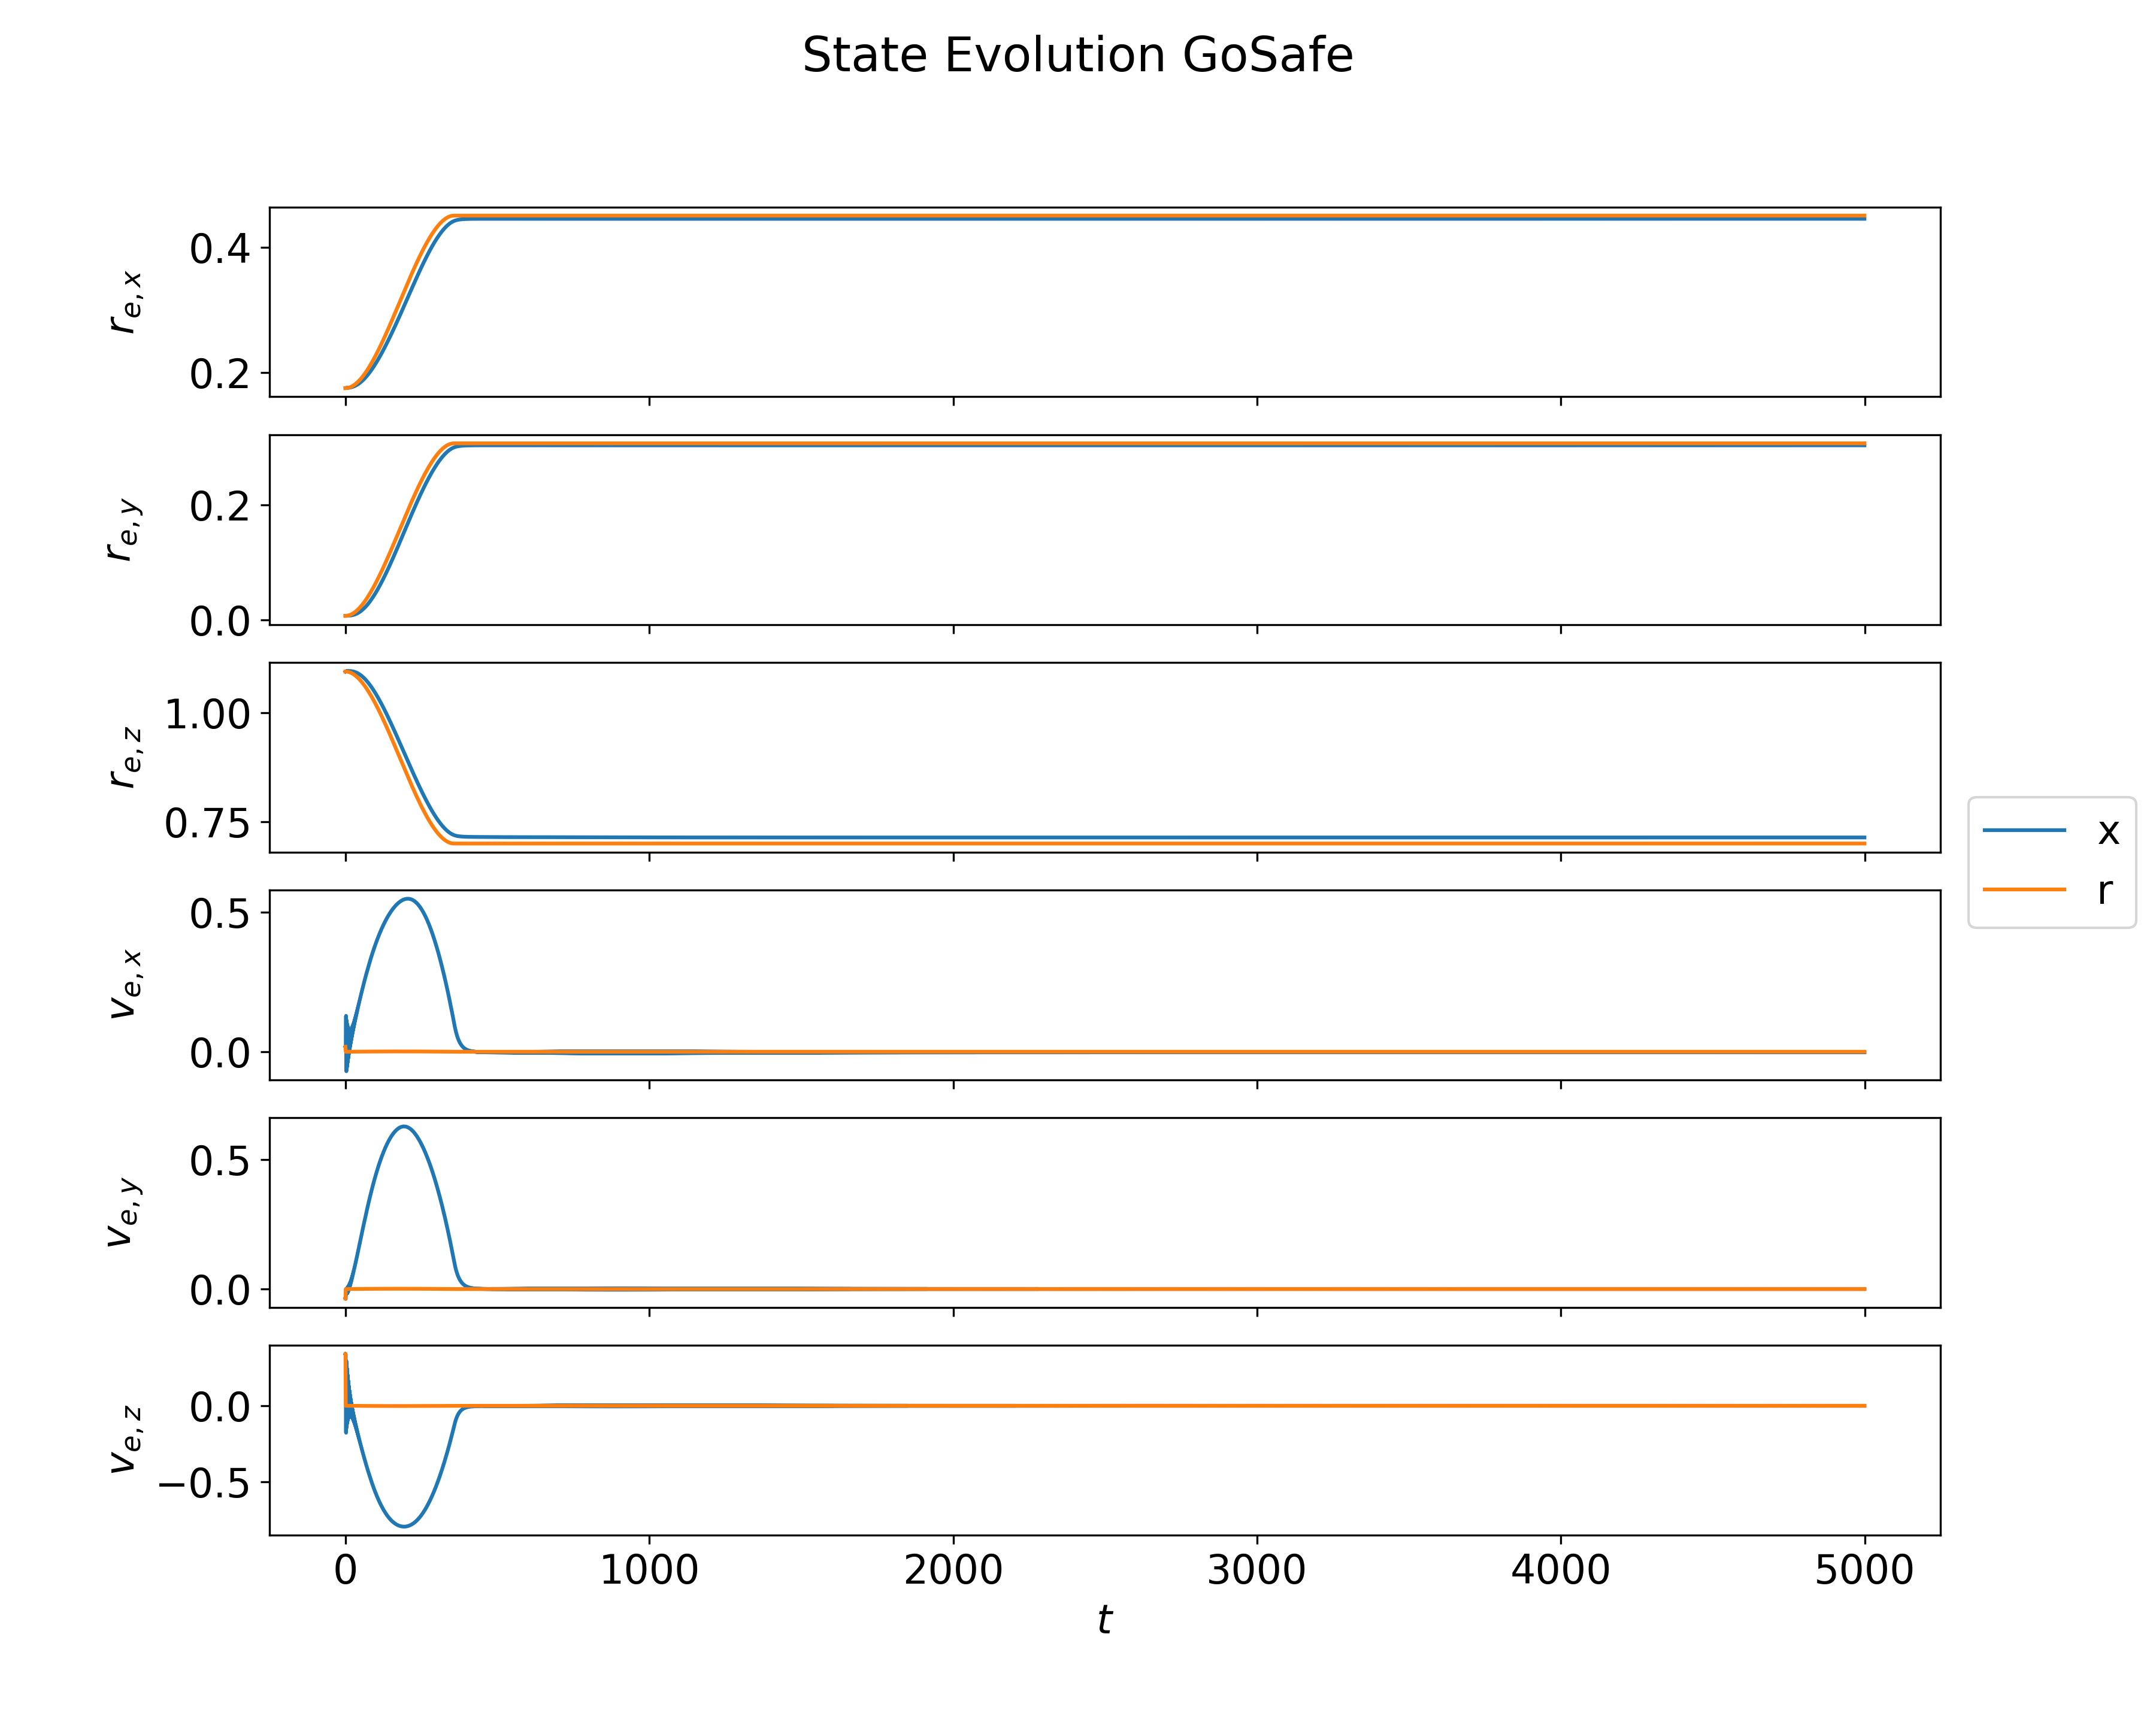 State Evolution GoSafe
0.4
0.2
r_{e,x}
0.2
0.0
r_{e,y}
1.00
0.75
r_{e,z}
x
r
0.5
0.0
v_{e,x}
0.5
0.0
v_{e,y}
0.0
−0.5
v_{e,z}
0 1000 2000 3000 4000 5000
t